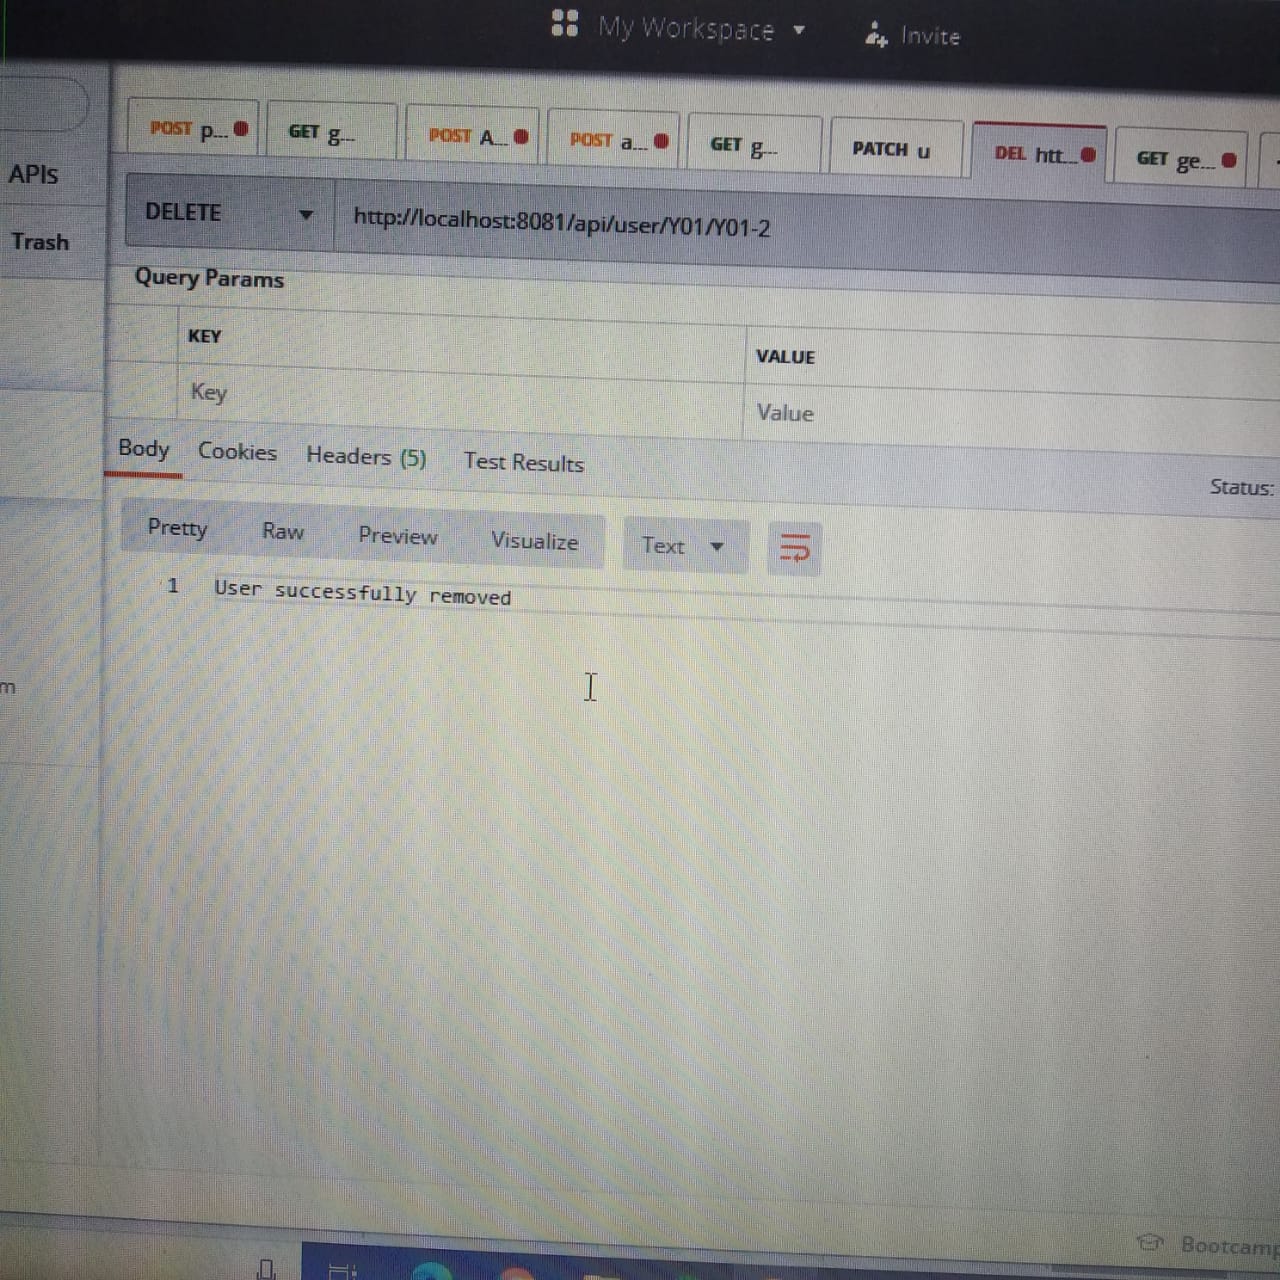 My Workspace Invite
POST p... GET g... POST A... POST a... GET g... PATCH u DEL htt... GET ge...
APIs
Trash
DELETE http://localhost:8081/api/user/Y01/Y01-2
Query Params
KEY VALUE
Key Value
Body Cookies Headers (5) Test Results Status:
Pretty Raw Preview Visualize Text
1 User successfully removed
m
Bootcamp